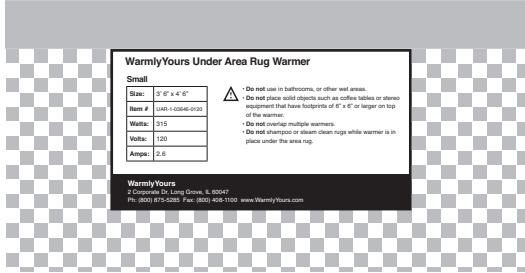 WarmlyYours Under Area Rug Warmer
Small
Size: 3' 6" x 4' 6"
Item # UAR-1-03646-0120
Watts: 315
Volts: 120
Amps: 2.6
• Do not use in bathrooms, or other wet areas.
• Do not place solid objects such as coffee tables or stereo
equipment that have footprints of 6" x 6" or larger on top
of the warmer.
• Do not overlap multiple warmers.
• Do not shampoo or steam clean rugs while warmer is in
place under the area rug.
WarmlyYours
2 Corporate Dr, Long Grove, IL 60047
Ph: (800) 875-5285 Fax: (800) 408-1100 www.WarmlyYours.com